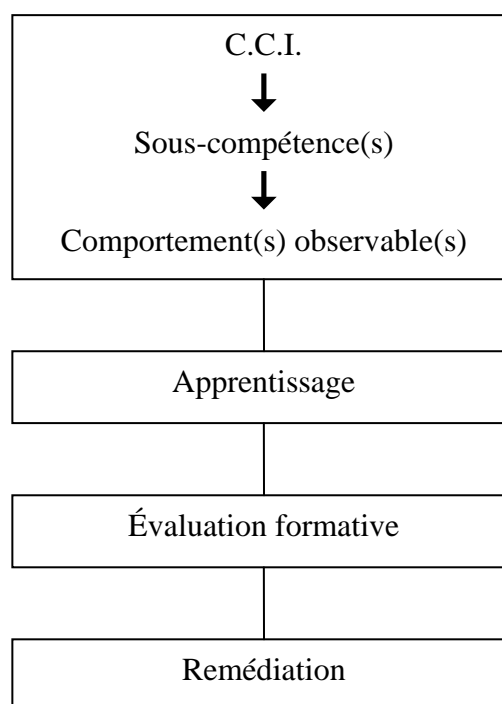 C.C.I.
Sous-compétence(s)
Comportement(s) observable(s)
Apprentissage
Évaluation formative
Remédiation